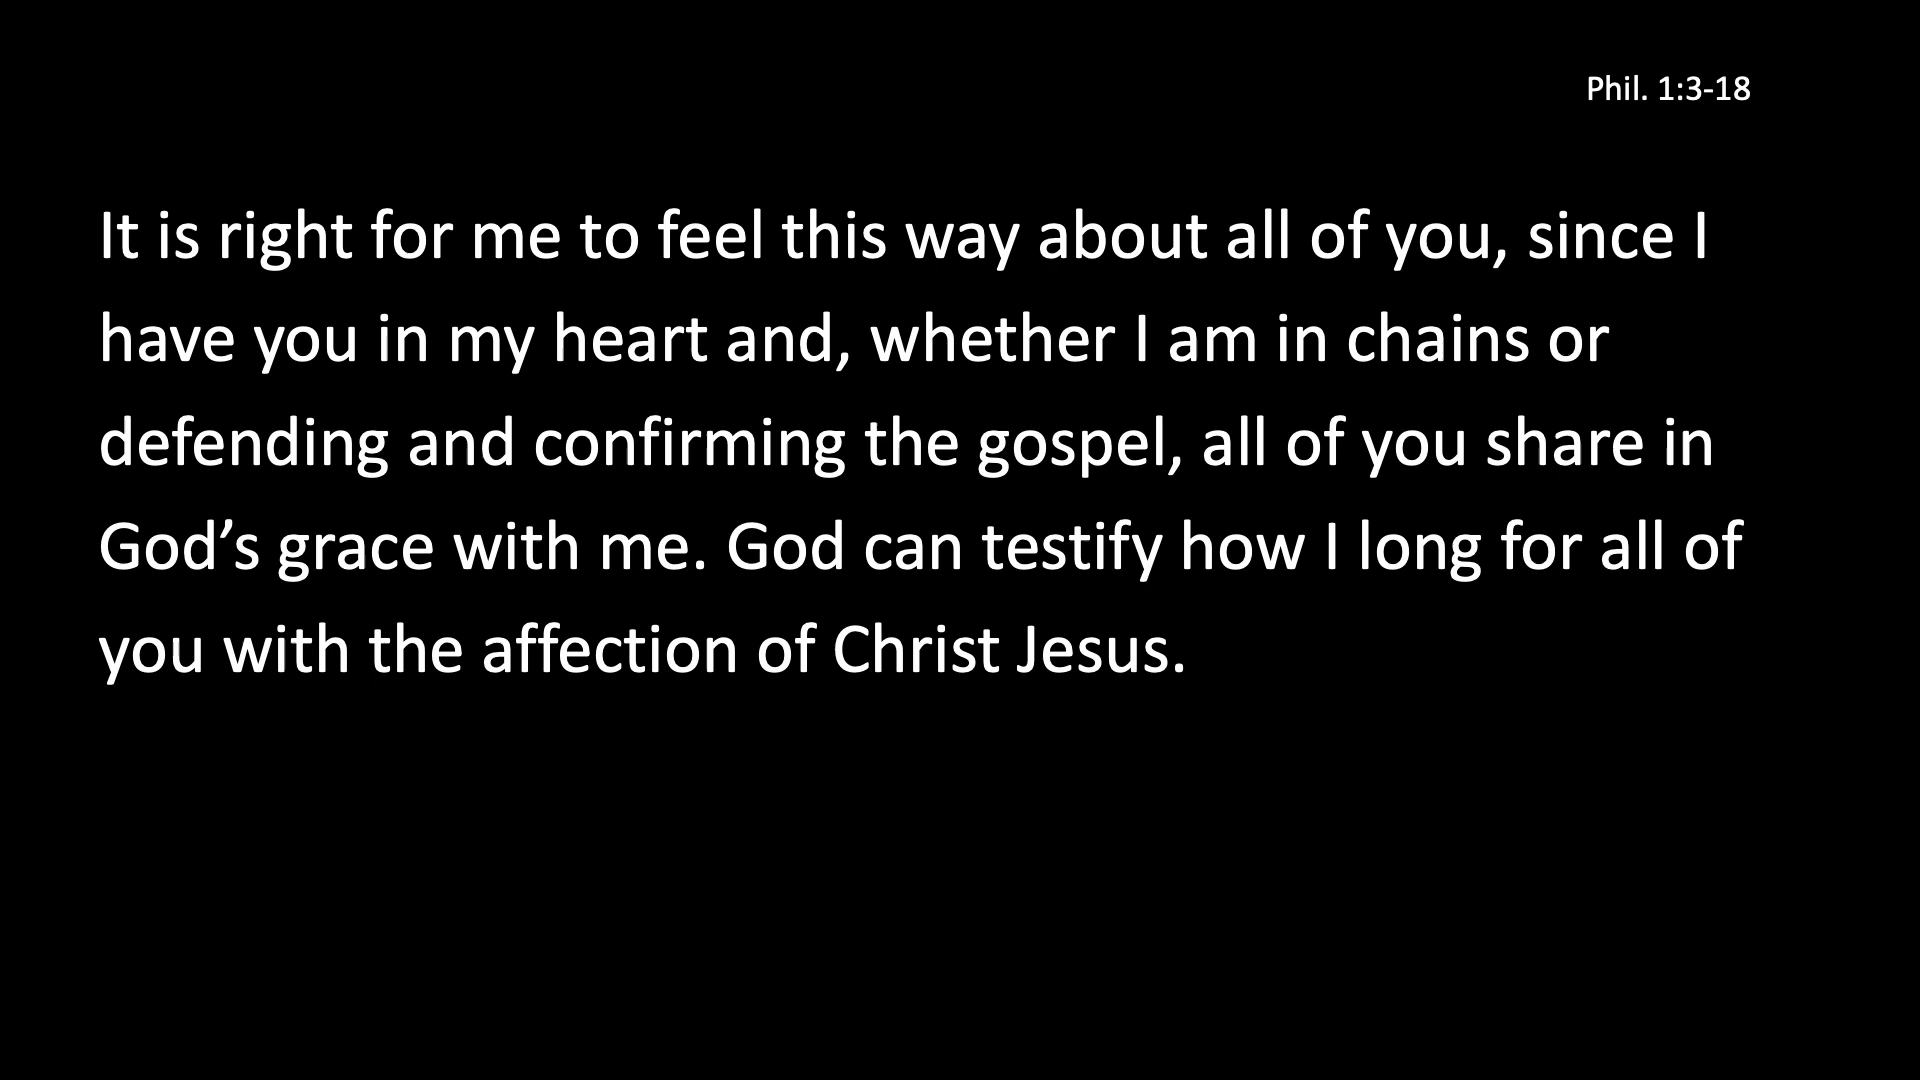 Phil. 1:3-18
It is right for me to feel this way about all of you, since I
have you in my heart and, whether I am in chains or
defending and confirming the gospel, all of you share in
God’s grace with me. God can testify how I long for all of
you with the affection of Christ Jesus.